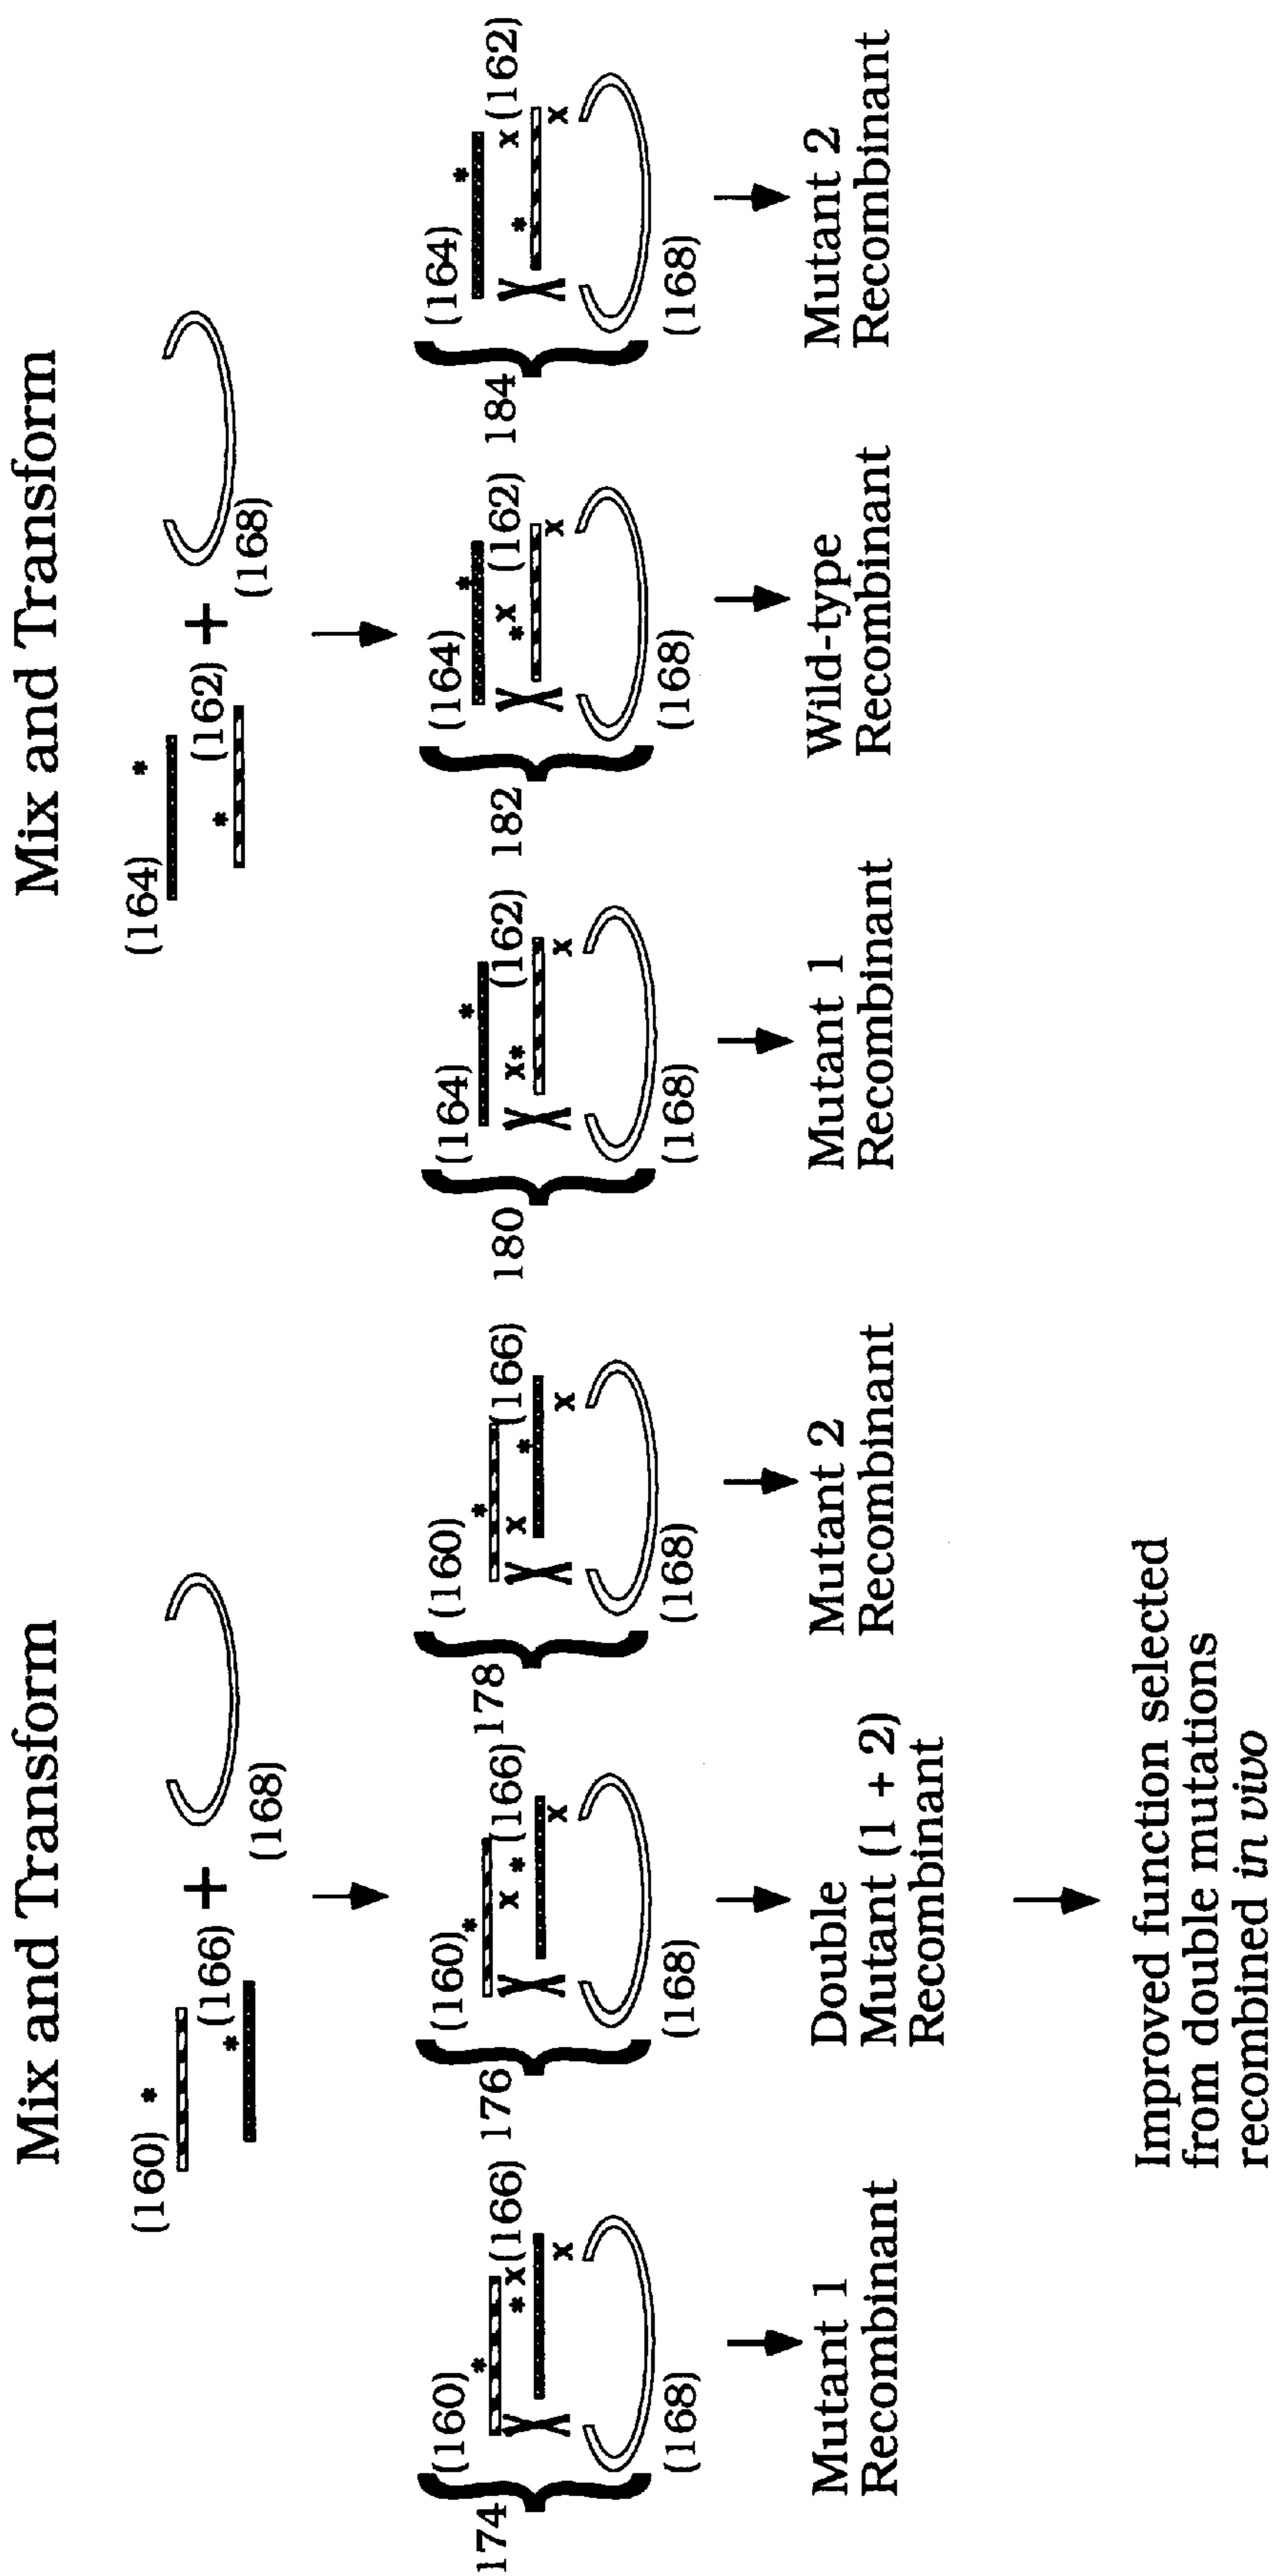 Mix and Transform
(160)
*
(166)
*
+
(168)
174
(160)
*
* x (166)
x
(168)
Mutant 1
Recombinant
176
(160)
*
x * (166)
x
(168)
Double
Mutant (1 + 2)
Recombinant
Improved function selected
from double mutations
recombined in vivo
178
(160)
*
x * (166)
x
(168)
Mutant 2
Recombinant
Mix and Transform
(164)
*
(162)
*
+
(168)
180
(164)
*
x * (162)
x
(168)
Mutant 1
Recombinant
182
(164)
*
* x (162)
x
(168)
Wild-type
Recombinant
184
(164)
*
* x (162)
x
(168)
Mutant 2
Recombinant